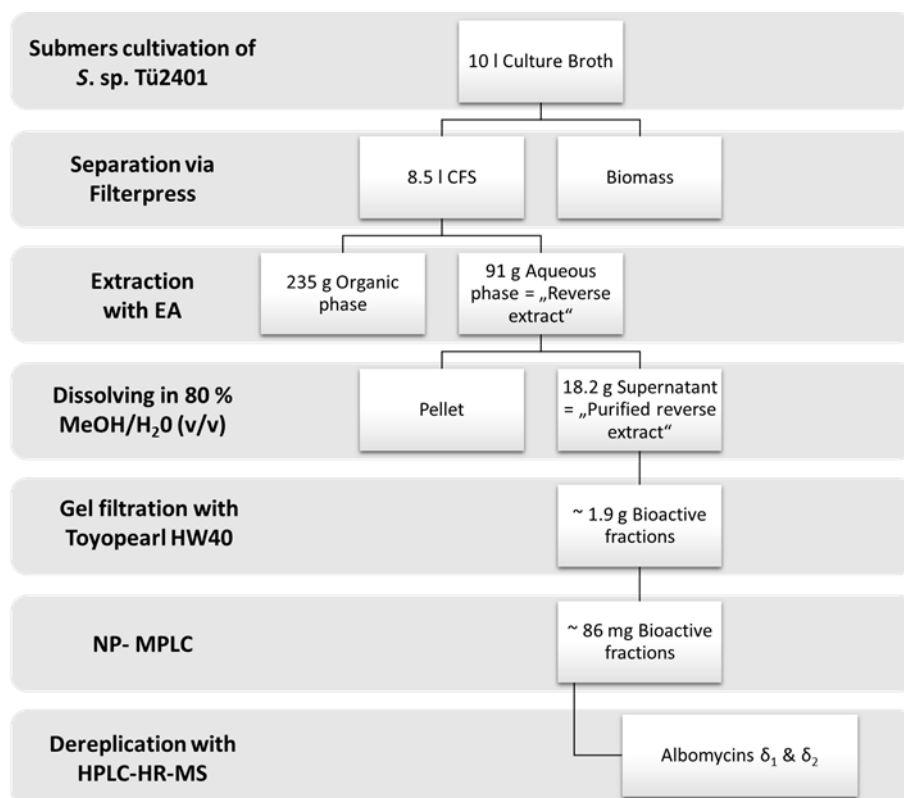 Submers cultivation of
S. sp. Tü2401
10 l Culture Broth
Separation via
Filterpress
8.5 l CFS
Biomass
Extraction
with EA
235 g Organic
phase
91 g Aqueous
phase = „Reverse
extract“
Dissolving in 80 %
MeOH/H₂0 (v/v)
Pellet
18.2 g Supernatant
= „Purified reverse
extract“
Gel filtration with
Toyopearl HW40
~ 1.9 g Bioactive
fractions
NP- MPLC
~ 86 mg Bioactive
fractions
Dereplication with
HPLC-HR-MS
Albomycins δ₁ & δ₂